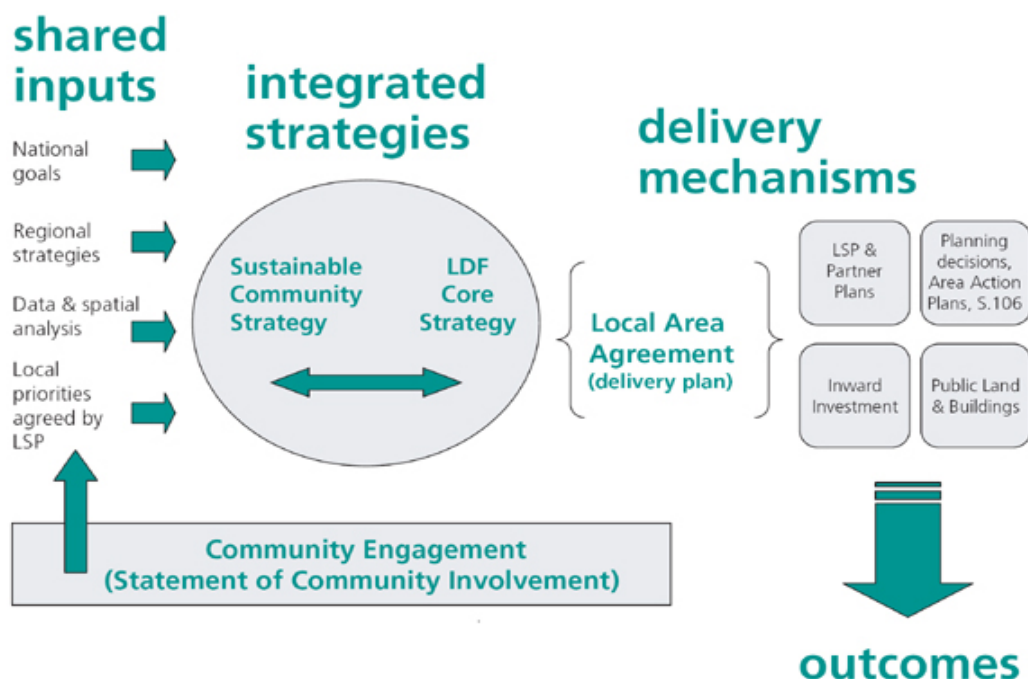 shared
inputs
National
goals
Regional
strategies
Data & spatial
analysis
Local
priorities
agreed by
LSP
integrated
strategies
Sustainable
Community
Strategy
LDF
Core
Strategy
delivery
mechanisms
Local Area
Agreement
(delivery plan)
LSP &
Partner
Plans
Planning
decisions,
Area Action
Plans, S.106
Inward
Investment
Public Land
& Buildings
Community Engagement
(Statement of Community Involvement)
outcomes